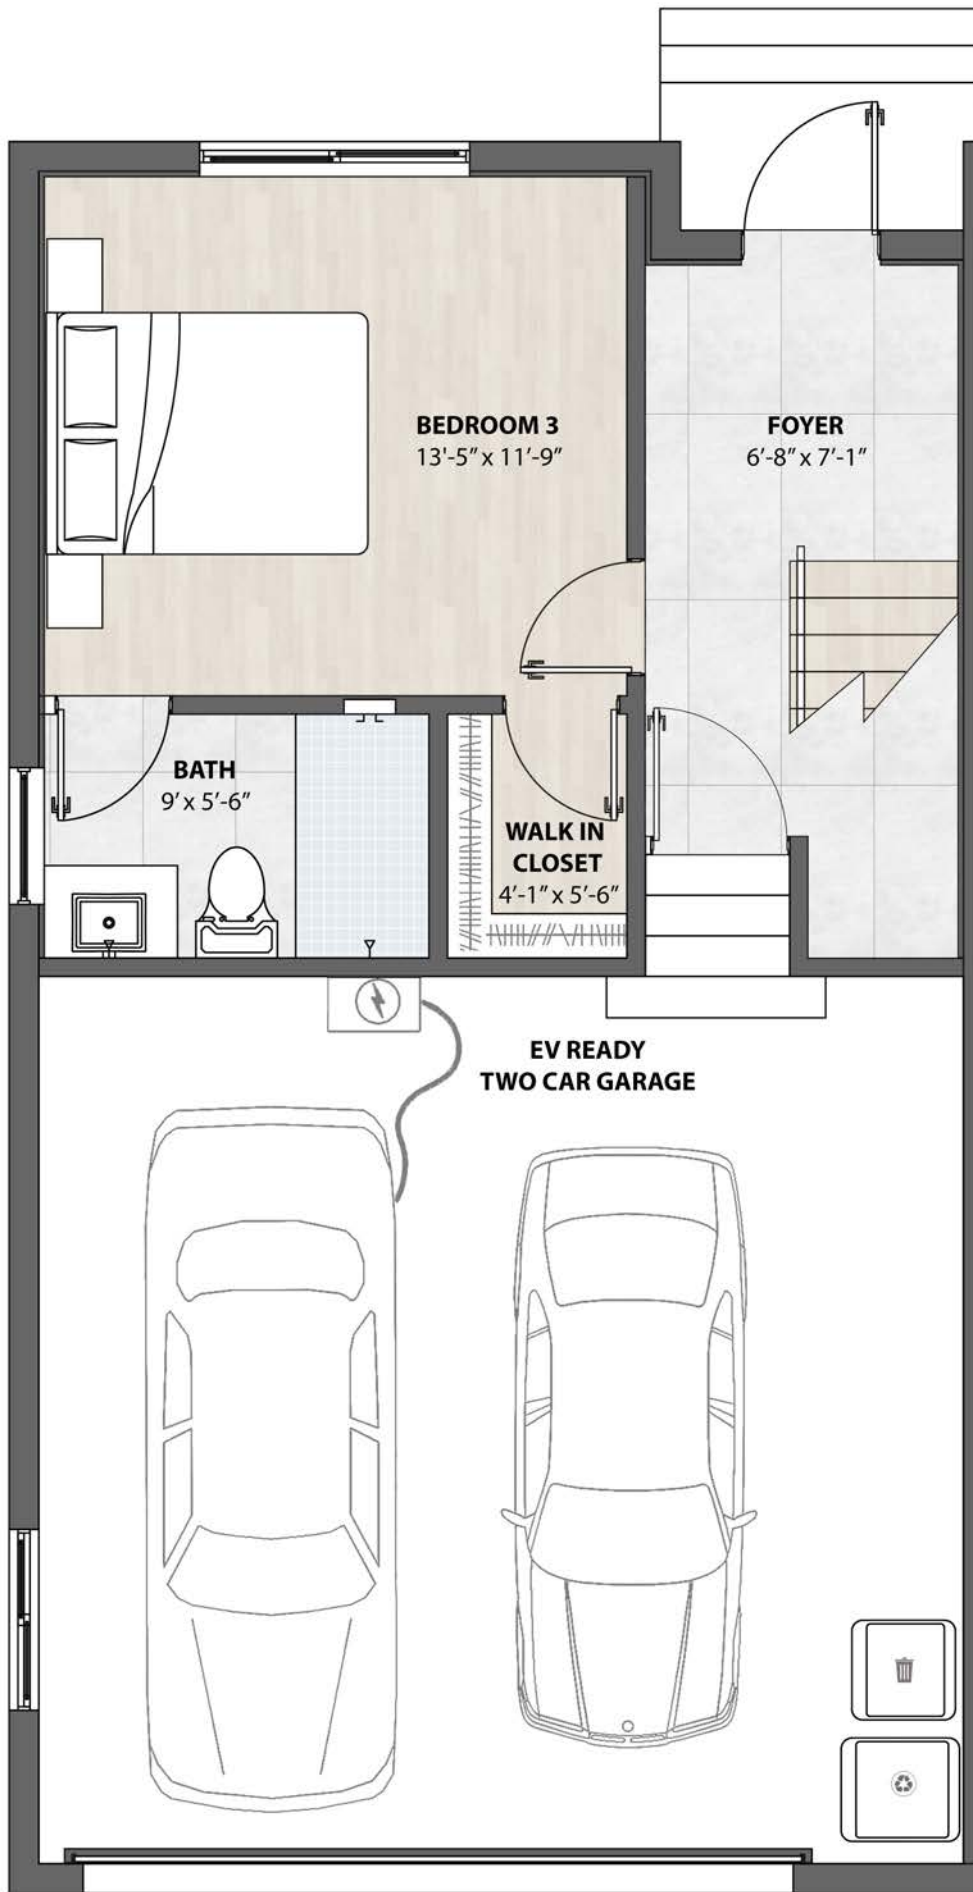 BEDROOM 3
13'-5” x 11’-9”
FOYER
6’-8” x 7’-1”
BATH
9’ x 5’-6”
WALK IN
CLOSET
4’-1” x 5’-6”
EV READY
TWO CAR GARAGE